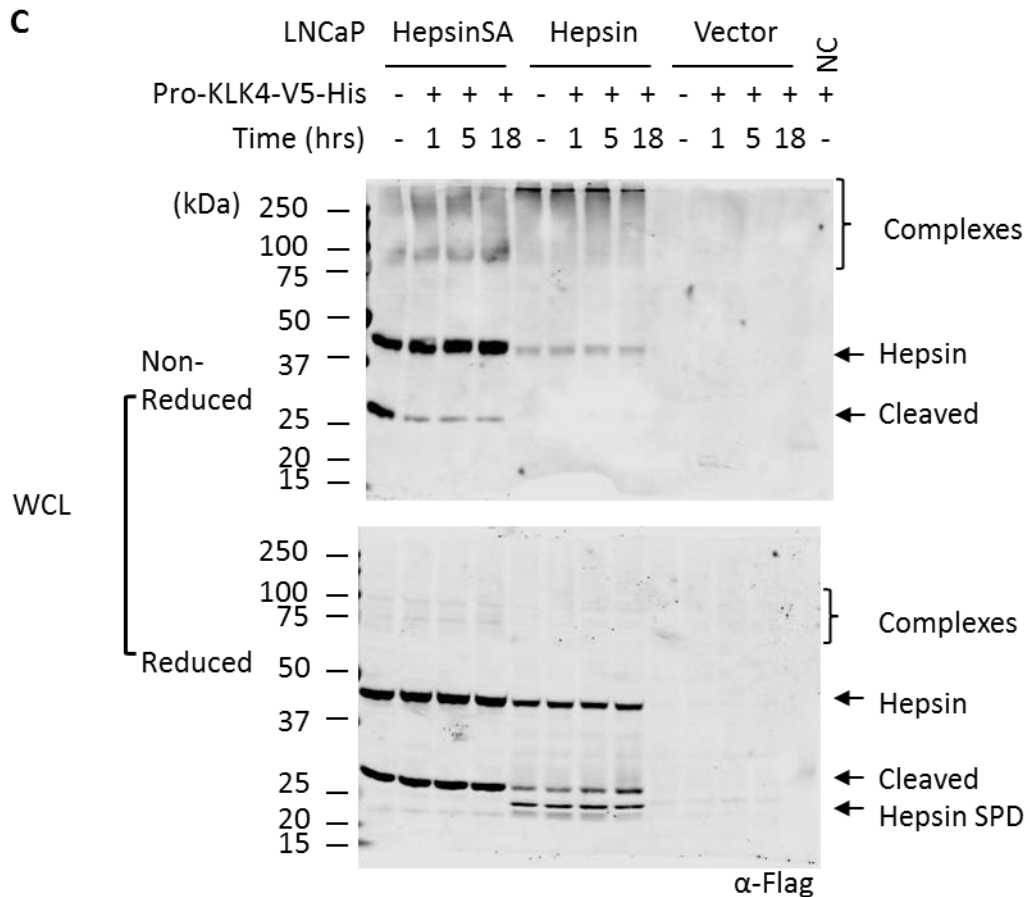 C
LNCaP HepsinSA Hepsin Vector NC
Pro-KLK4-V5-His - + + + - + + + - + + + +
Time (hrs) - 1 5 18 - 1 5 18 - 1 5 18 -
(kDa)
250
100
75
50
37
25
20
15
Complexes
Hepsin
Cleaved
Non-
Reduced
WCL
Reduced
250
100
75
50
37
25
20
15
Complexes
Hepsin
Cleaved
Hepsin SPD
α-Flag